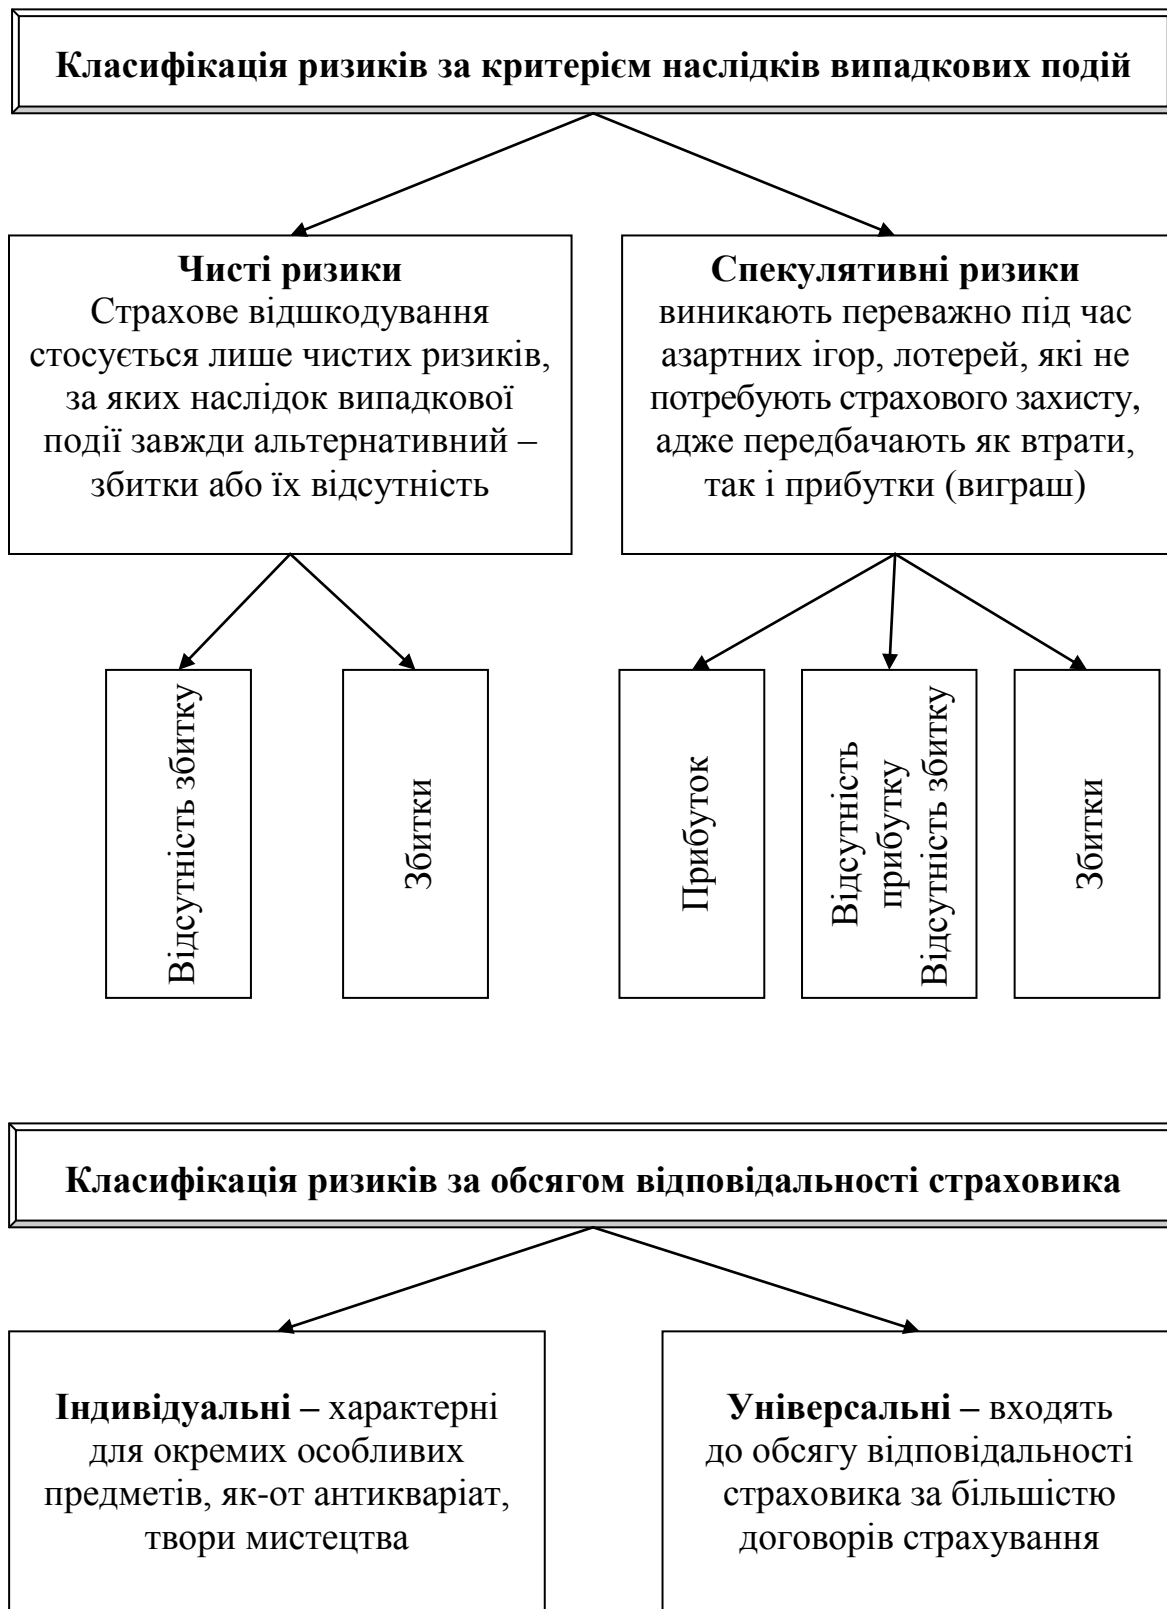 Класифікація ризиків за критерієм наслідків випадкових подій
Чисті ризики
Страхове відшкодування
стосується лише чистих ризиків,
за яких наслідок випадкової
події завжди альтернативний –
збитки або їх відсутність
Спекулятивні ризики
виникають переважно під час
азартних ігор, лотерей, які не
потребують страхового захисту,
адже передбачають як втрати,
так і прибутки (виграш)
Відсутність збитку
Збитки
Прибуток
Відсутність
прибутку
Відсутність збитку
Збитки
Класифікація ризиків за обсягом відповідальності страховика
Індивідуальні – характерні
для окремих особливих
предметів, як-от антикваріат,
твори мистецтва
Універсальні – входять
до обсягу відповідальності
страховика за більшістю
договорів страхування